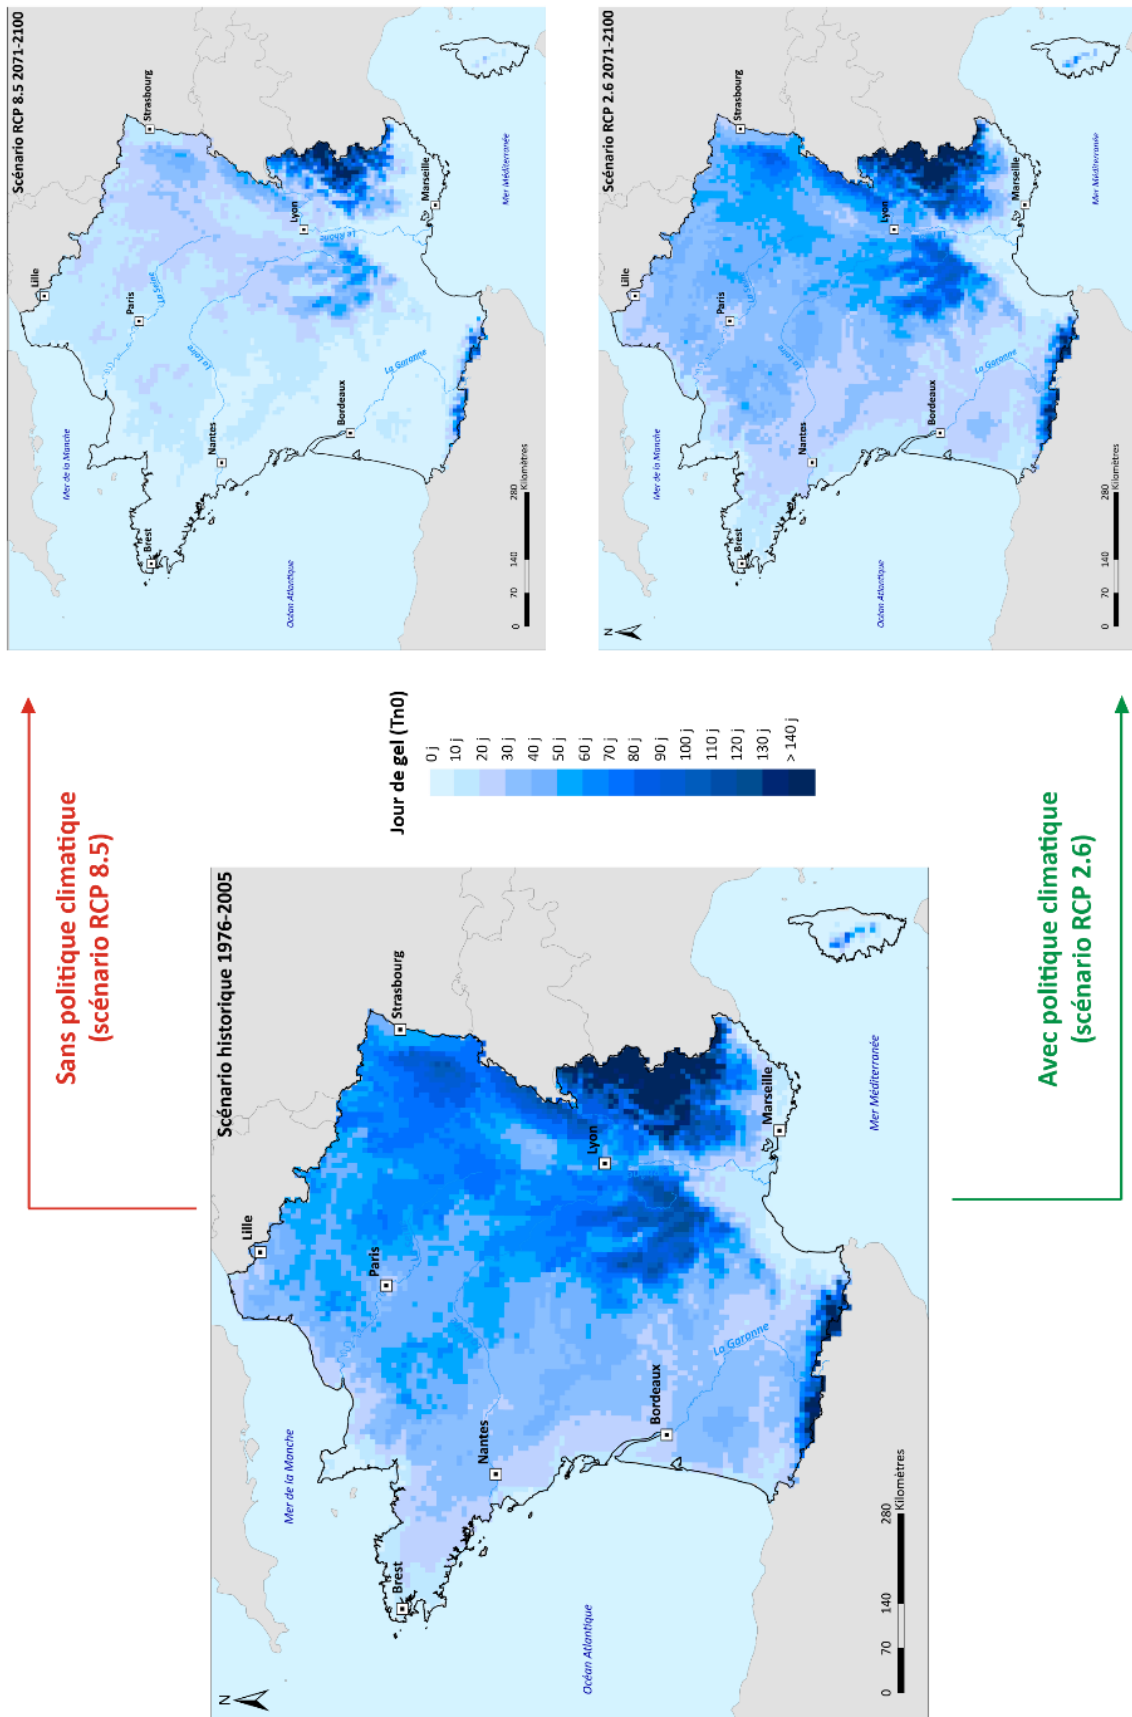 Sans politique climatique
(scénario RCP 8.5)
Scénario historique 1976-2005
N
Mer de la Manche
Océan Atlantique
Mer Méditerranée
Lille
Paris
Strasbourg
Brest
Nantes
Lyon
Bordeaux
La Garonne
Marseille
0 70 140 280
Kilomètres
Jour de gel (Tn0)
0 j
10 j
20 j
30 j
40 j
50 j
60 j
70 j
80 j
90 j
100 j
110 j
120 j
130 j
> 140 j
Avec politique climatique
(scénario RCP 2.6)
Scénario RCP 8.5 2071-2100
Mer de la Manche
Océan Atlantique
Mer Méditerranée
Lille
Paris
La Seine
Strasbourg
Brest
Nantes
La Loire
Lyon
Le Rhône
Bordeaux
La Garonne
Marseille
0 70 140 280
Kilomètres
Scénario RCP 2.6 2071-2100
N
Mer de la Manche
Océan Atlantique
Mer Méditerranée
Lille
Paris
Strasbourg
Brest
Nantes
La Loire
Lyon
Bordeaux
La Garonne
Marseille
0 70 140 280
Kilomètres